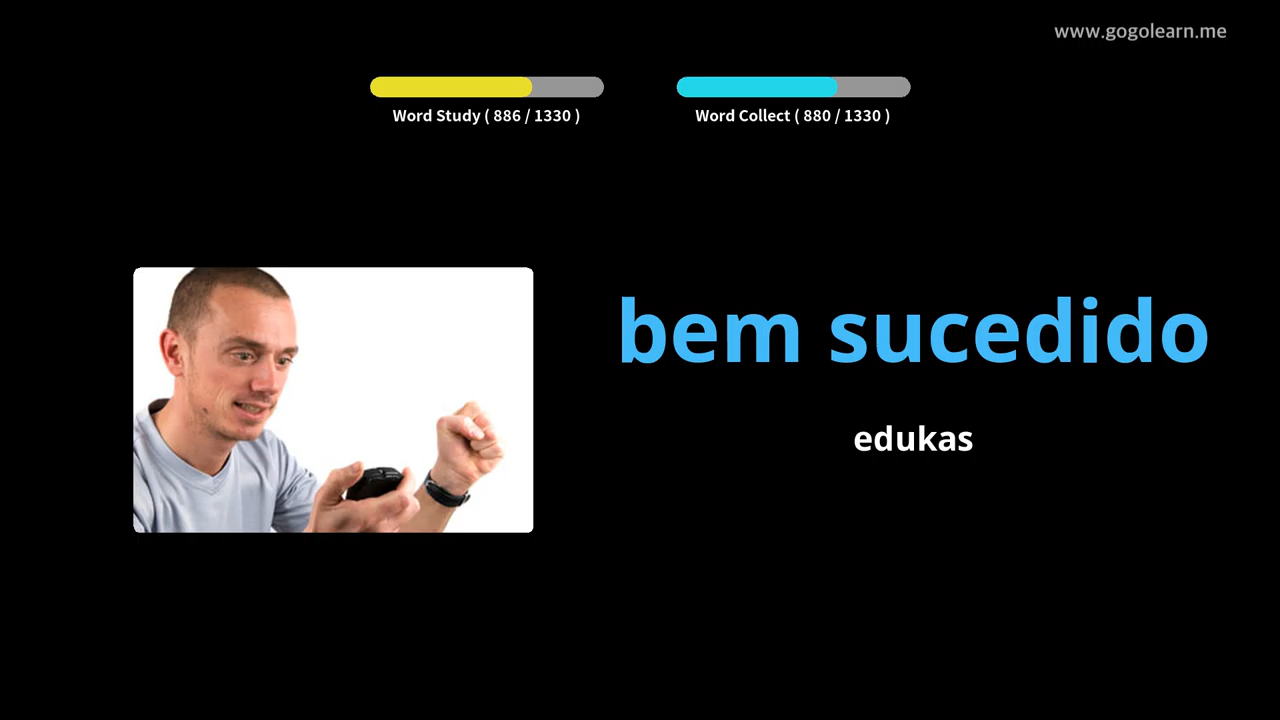 www.gogolearn.me
Word Study ( 886 / 1330 )
Word Collect ( 880 / 1330 )
bem sucedido
edukas